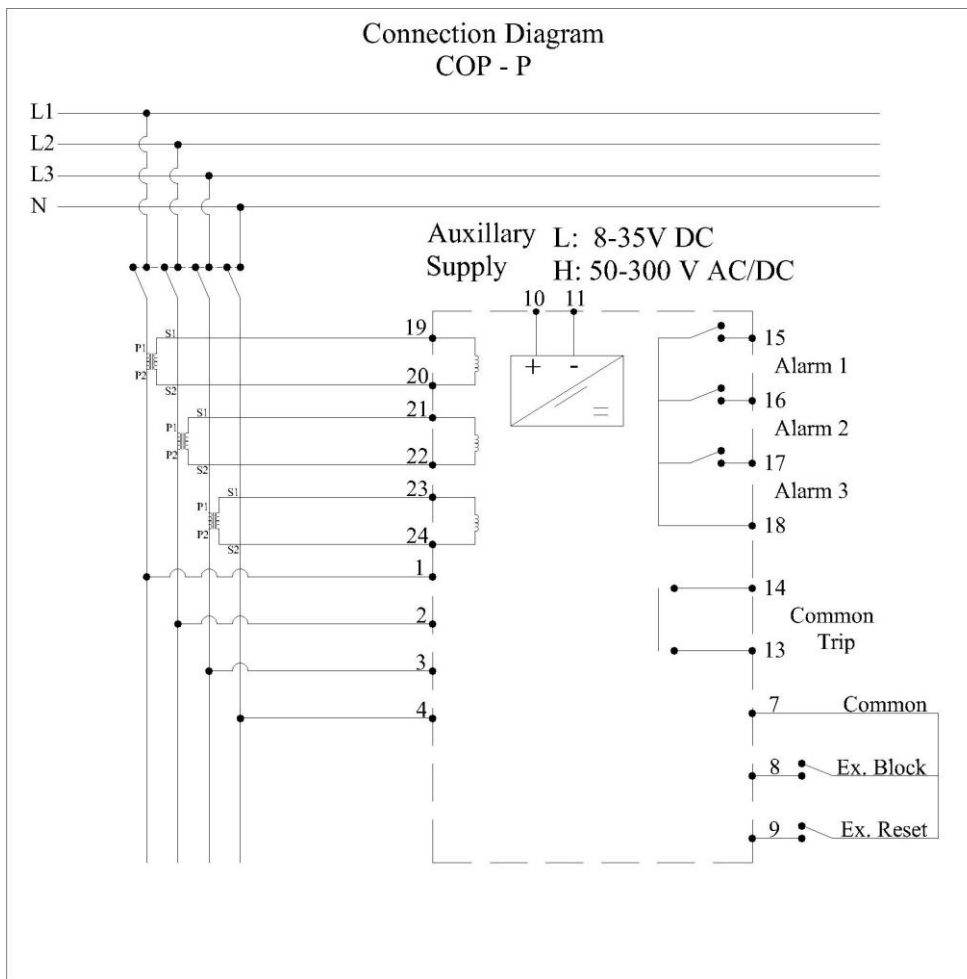 Connection Diagram
COP - P
L1
L2
L3
N
Auxillary
Supply
L: 8-35V DC
H: 50-300 V AC/DC
10 11
+ -
19
20
21
22
23
24
1
2
3
4
S1
P1
P2
S2
S1
P1
P2
S2
S1
P1
P2
S2
15
Alarm 1
16
Alarm 2
17
Alarm 3
18
14
Common
Trip
13
7 Common
8 Ex. Block
9 Ex. Reset